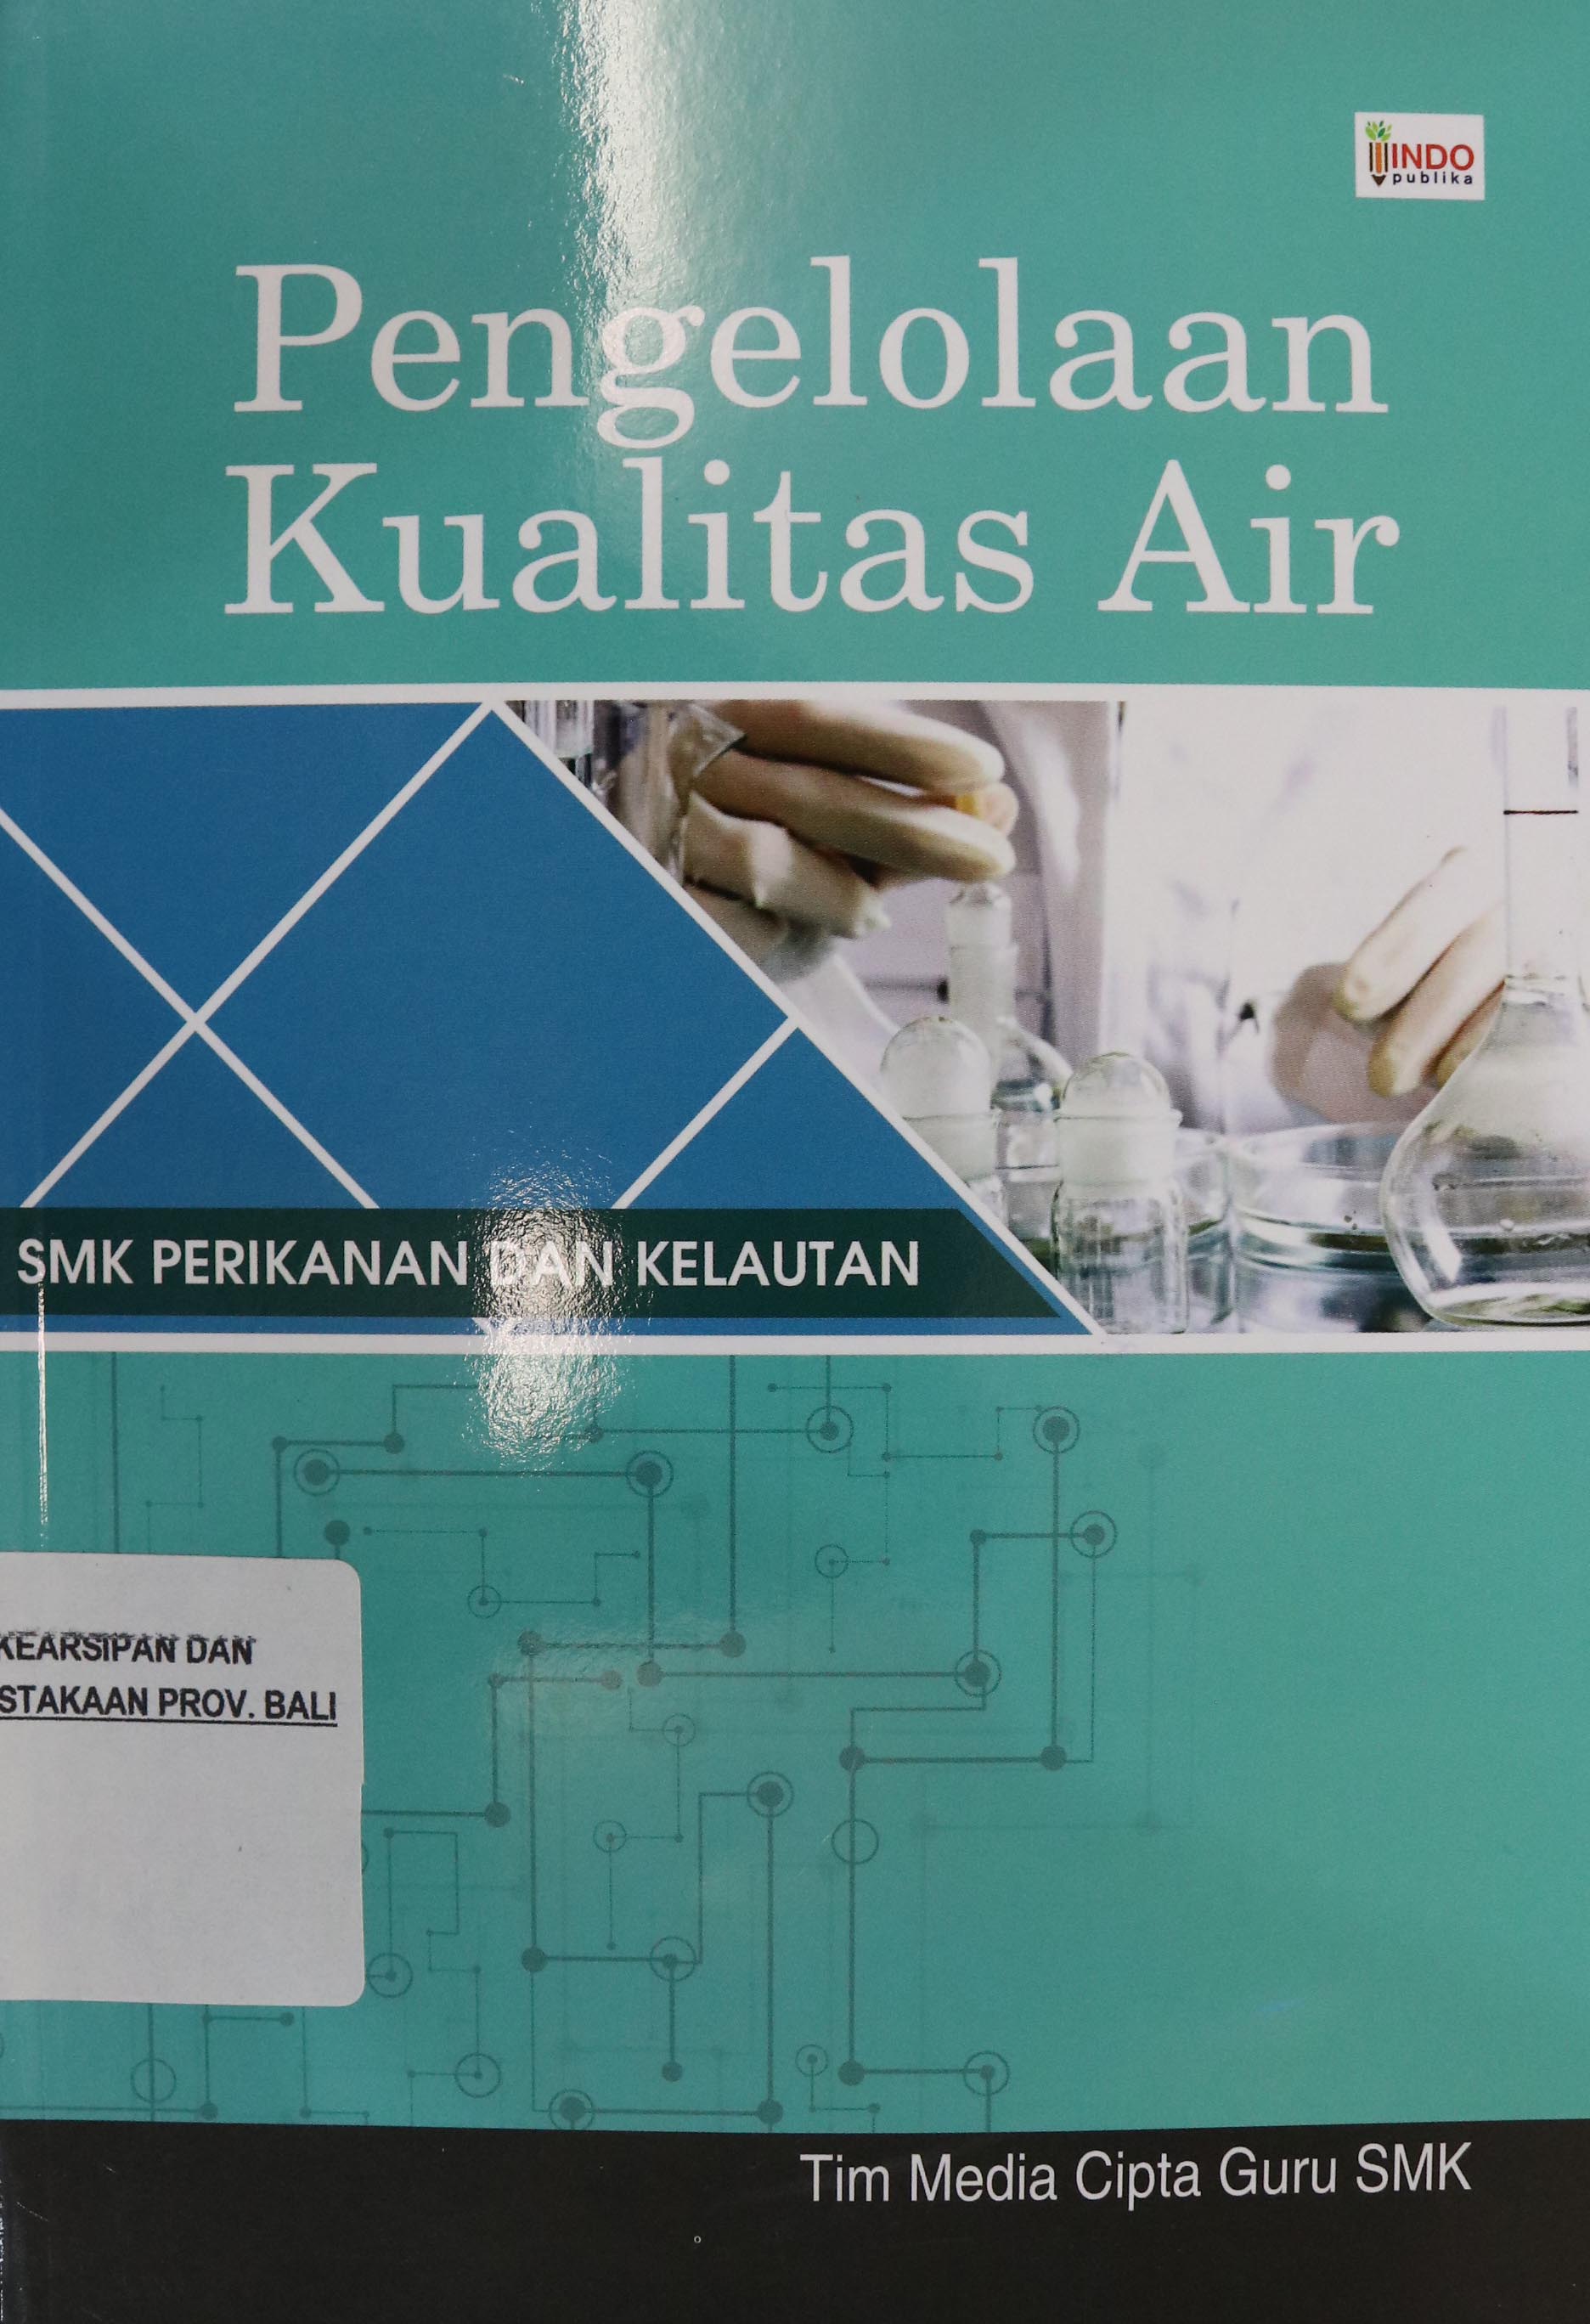 INDO
publika
Pengelolaan
Kualitas Air
SMK PERIKANAN DAN KELAUTAN
KEARSIPAN DAN
STAKAAN PROV. BALI
Tim Media Cipta Guru SMK